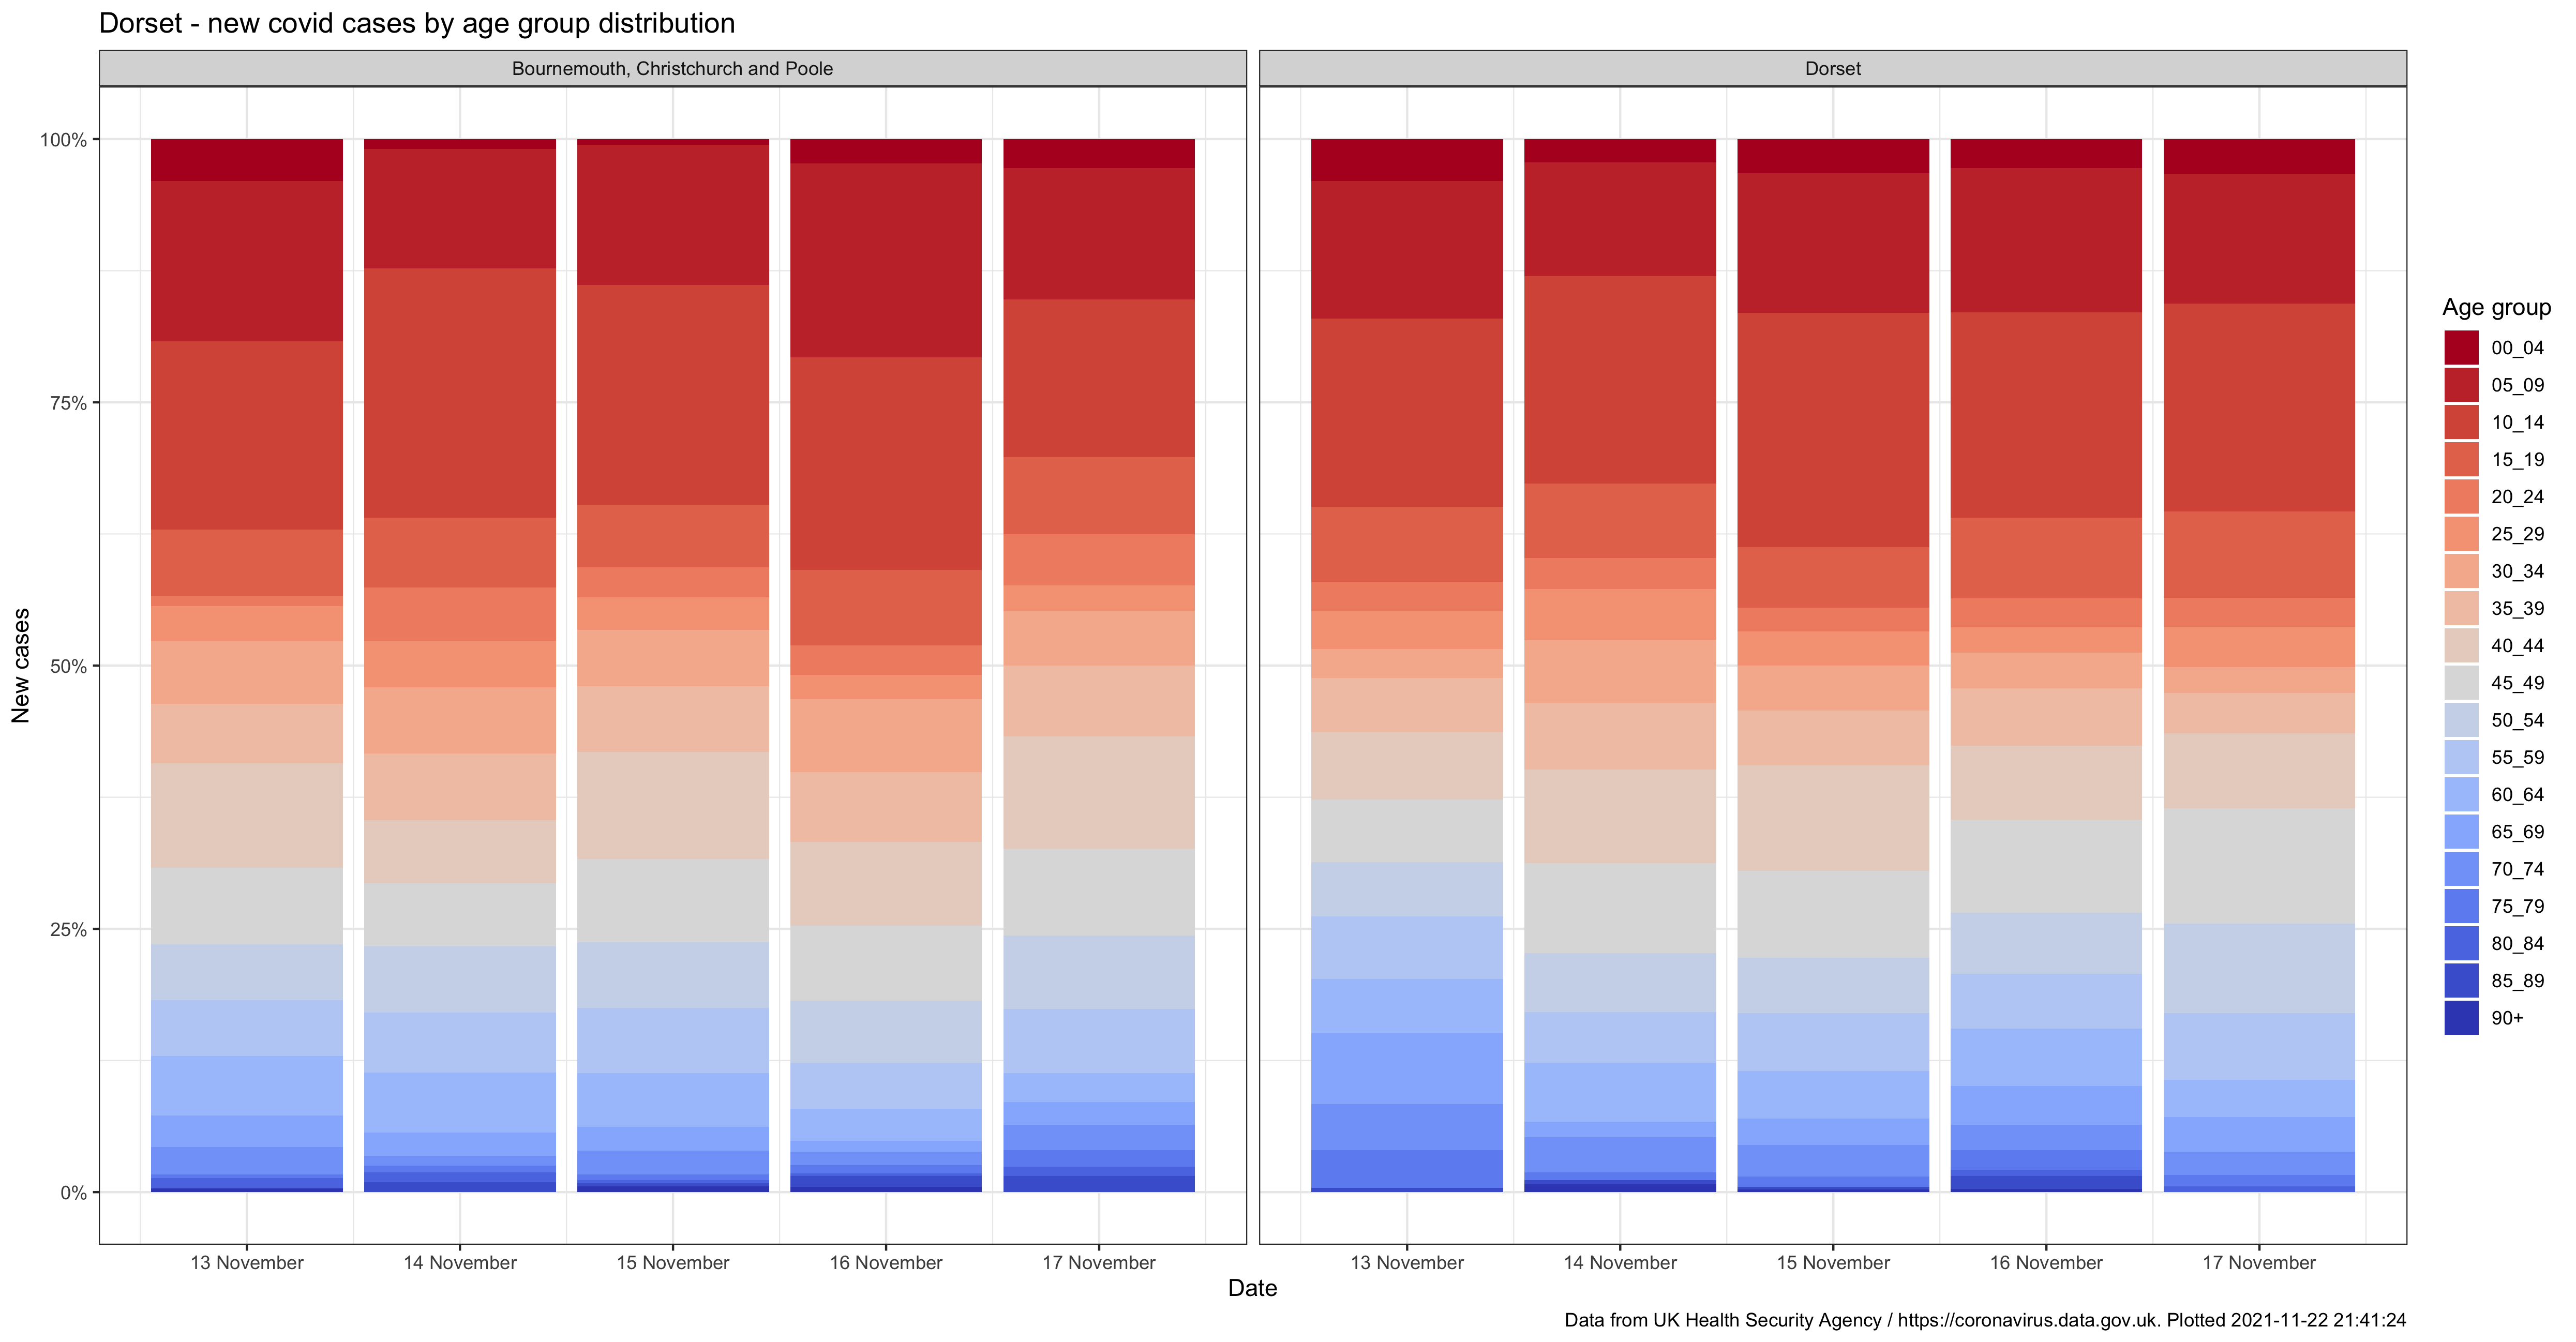 Dorset - new covid cases by age group distribution
Bournemouth, Christchurch and Poole
Dorset
100%
75%
50%
25%
0%
New cases
13 November
14 November
15 November
16 November
17 November
13 November
14 November
15 November
16 November
17 November
Date
Age group
00_04
05_09
10_14
15_19
20_24
25_29
30_34
35_39
40_44
45_49
50_54
55_59
60_64
65_69
70_74
75_79
80_84
85_89
90+
Data from UK Health Security Agency / https://coronavirus.data.gov.uk. Plotted 2021-11-22 21:41:24